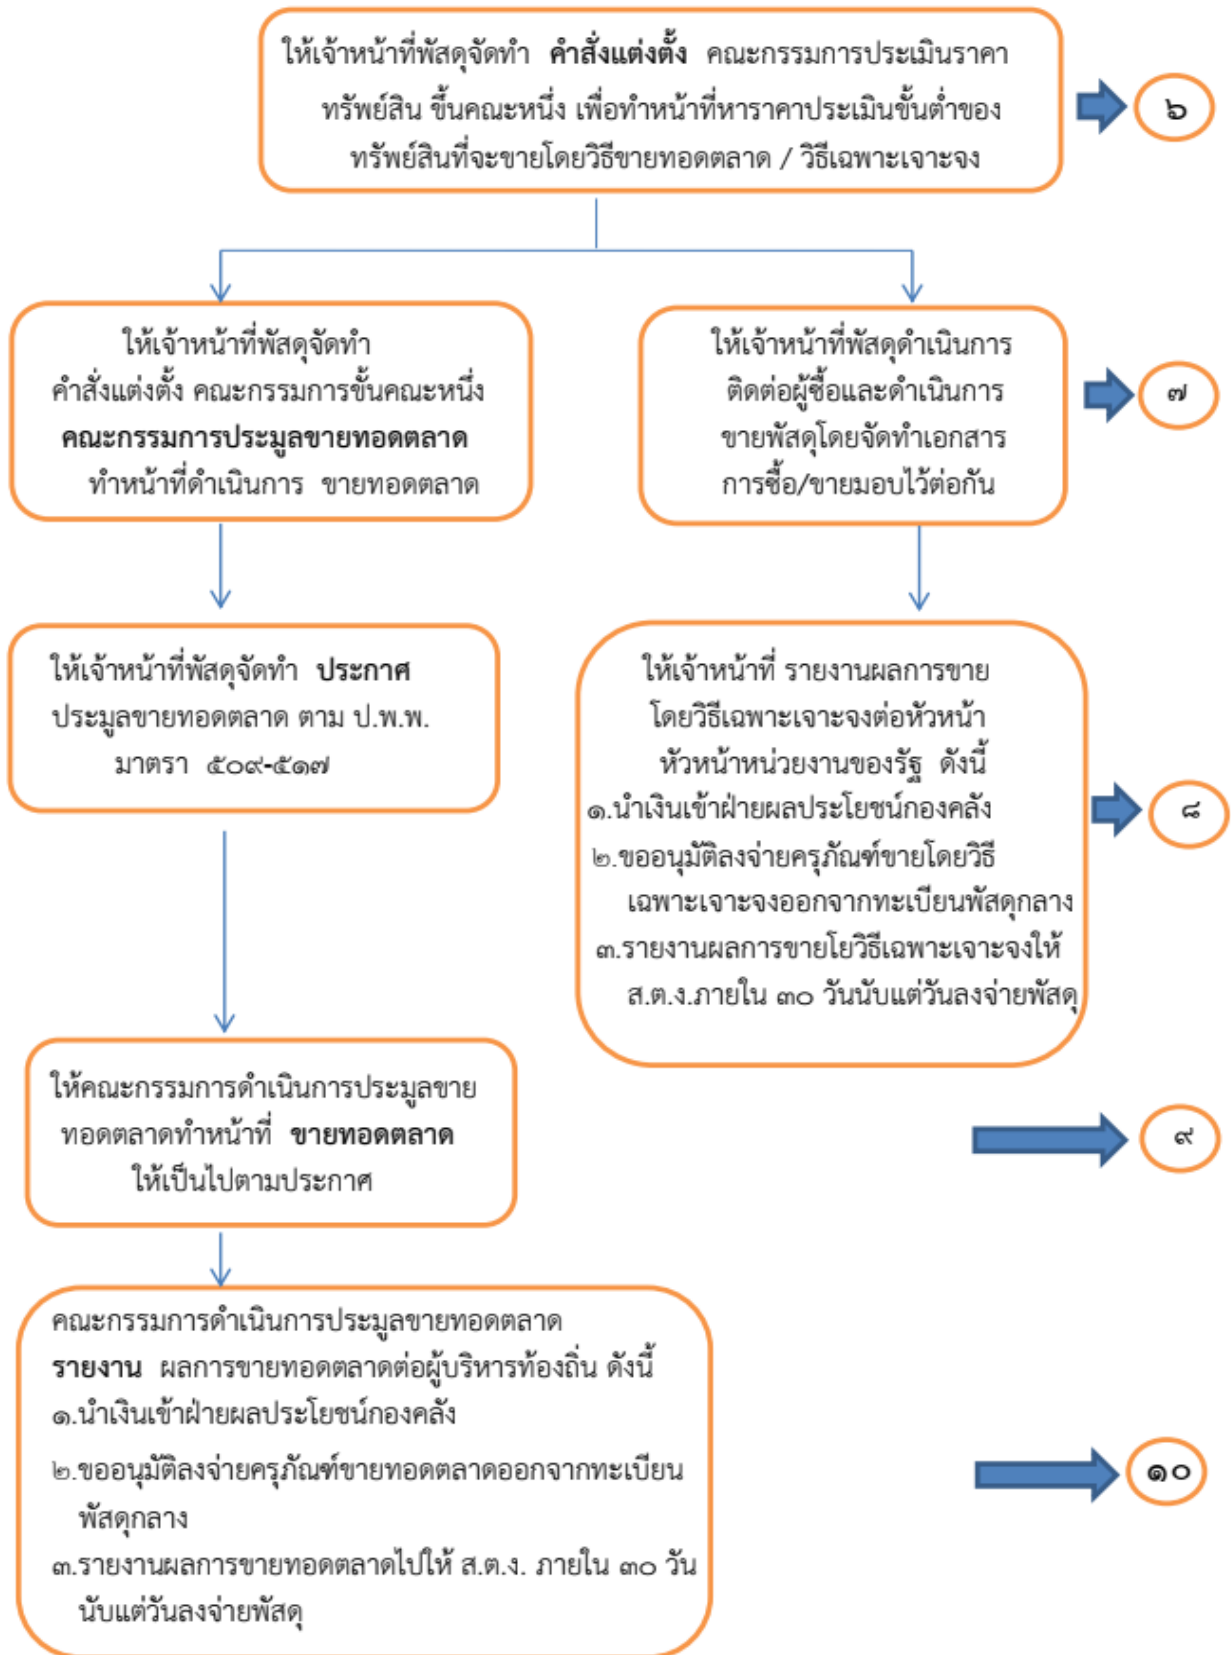 ให้เจ้าหน้าที่พัสดุจัดทำ คำสั่งแต่งตั้ง คณะกรรมการประเมินราคา
ทรัพย์สิน ขึ้นคณะหนึ่ง เพื่อทำหน้าที่หาราคาประเมินขั้นต่ำของ
ทรัพย์สินที่จะขายโดยวิธีขายทอดตลาด / วิธีเฉพาะเจาะจง
๖
ให้เจ้าหน้าที่พัสดุจัดทำ
คำสั่งแต่งตั้ง คณะกรรมการขั้นคณะหนึ่ง
คณะกรรมการประมูลขายทอดตลาด
ทำหน้าที่ดำเนินการ ขายทอดตลาด
ให้เจ้าหน้าที่พัสดุดำเนินการ
ติดต่อผู้ซื้อและดำเนินการ
ขายพัสดุโดยจัดทำเอกสาร
การซื้อ/ขายมอบไว้ต่อกัน
๗
ให้เจ้าหน้าที่พัสดุจัดทำ ประกาศ
ประมูลขายทอดตลาด ตาม ป.พ.พ.
มาตรา ๕๐๙-๕๑๗
ให้เจ้าหน้าที่ รายงานผลการขาย
โดยวิธีเฉพาะเจาะจงต่อหัวหน้า
หัวหน้าหน่วยงานของรัฐ ดังนี้
๑.นำเงินเข้าฝ่ายผลประโยชน์กองคลัง
๒.ขออนุมัติลงจ่ายครุภัณฑ์ขายโดยวิธี
เฉพาะเจาะจงออกจากทะเบียนพัสดุกลาง
๓.รายงานผลการขายโยวิธีเฉพาะเจาะจงให้
ส.ต.ง.ภายใน ๓๐ วันนับแต่วันลงจ่ายพัสดุ
๘
ให้คณะกรรมการดำเนินการประมูลขาย
ทอดตลาดทำหน้าที่ ขายทอดตลาด
ให้เป็นไปตามประกาศ
๙
คณะกรรมการดำเนินการประมูลขายทอดตลาด
รายงาน ผลการขายทอดตลาดต่อผู้บริหารท้องถิ่น ดังนี้
๑.นำเงินเข้าฝ่ายผลประโยชน์กองคลัง
๒.ขออนุมัติลงจ่ายครุภัณฑ์ขายทอดตลาดออกจากทะเบียน
พัสดุกลาง
๓.รายงานผลการขายทอดตลาดไปให้ ส.ต.ง. ภายใน ๓๐ วัน
นับแต่วันลงจ่ายพัสดุ
๑๐